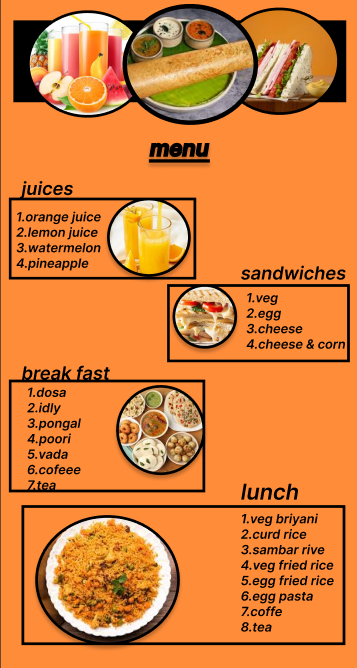 menu
juices
1.orange juice
2.lemon juice
3.watermelon
4.pineapple
sandwiches
1.veg
2.egg
3.cheese
4.cheese & corn
break fast
1.dosa
2.idly
3.pongal
4.poori
5.vada
6.cofeee
7.tea
lunch
1.veg briyani
2.curd rice
3.sambar rive
4.veg fried rice
5.egg fried rice
6.egg pasta
7.coffe
8.tea